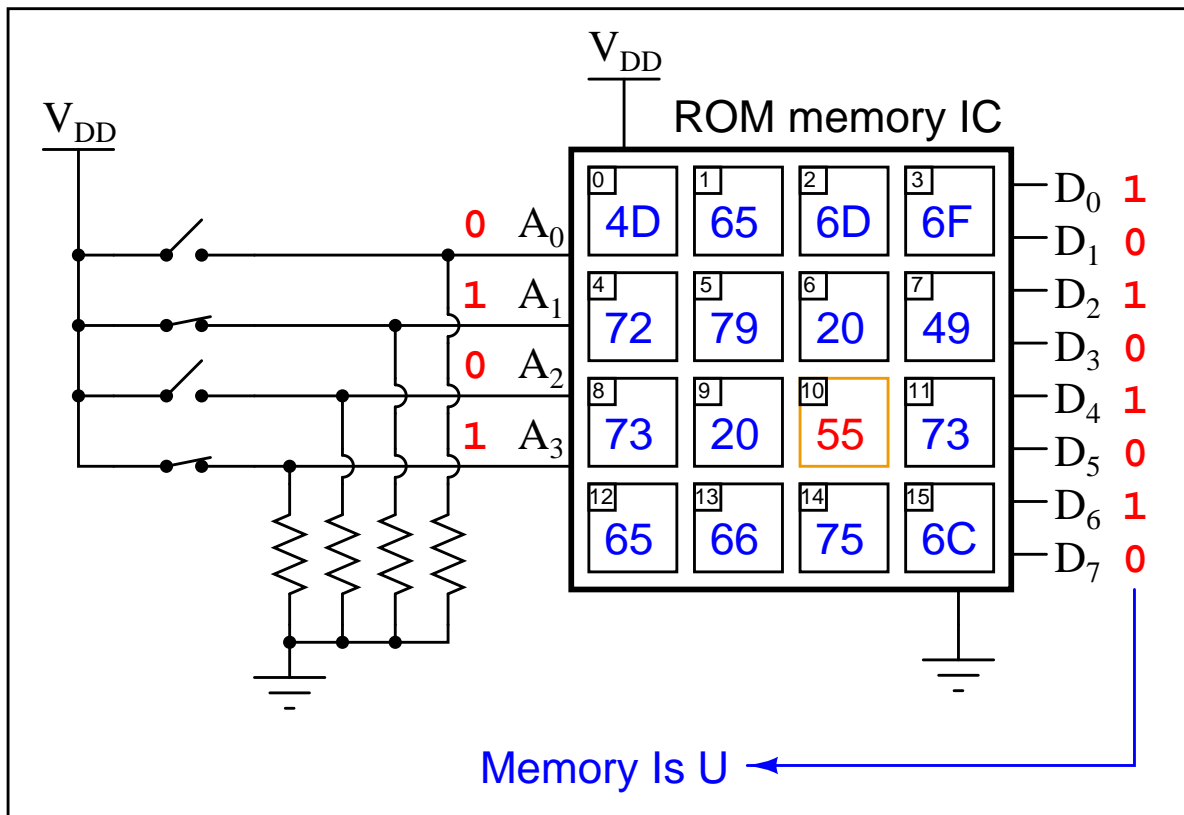 V_DD
V_DD
ROM memory IC
0 1 2 3
4D 65 6D 6F
4 5 6 7
72 79 20 49
8 9 10 11
73 20 55 73
12 13 14 15
65 66 75 6C
0 A_0
1 A_1
0 A_2
1 A_3
D_0 1
D_1 0
D_2 1
D_3 0
D_4 1
D_5 0
D_6 1
D_7 0
Memory Is U